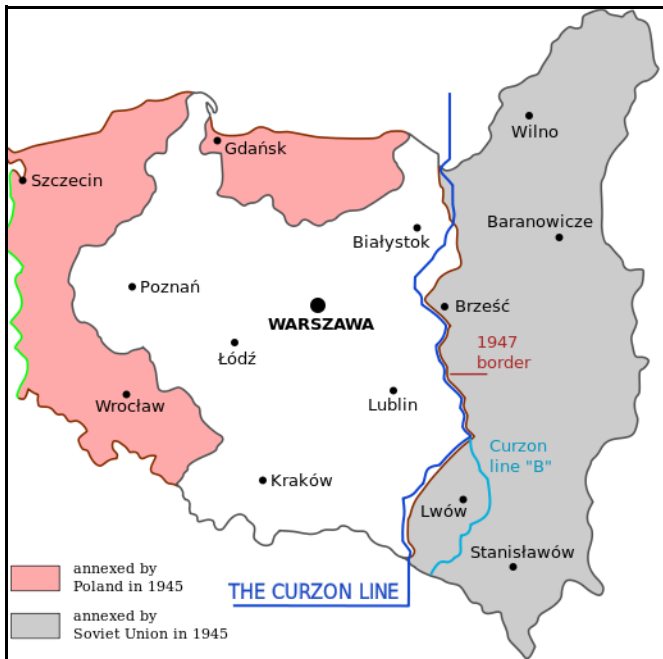 Wilno
Gdańsk
Szczecin
Baranowicze
Białystok
Poznań
Brześć
WARSZAWA
1947
border
Łódź
Lublin
Wrocław
Curzon
line "B"
Kraków
Lwów
Stanisławów
annexed by
Poland in 1945
THE CURZON LINE
annexed by
Soviet Union in 1945